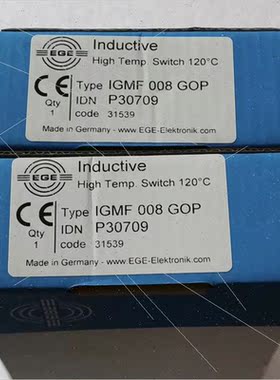 EGE
Inductive
High Temp. Switch 120°C
CE Type IGMF 008 GOP
Qty IDN P30709
1 code 31539
Made in Germany - www.EGE-Elektronik.com
EGE
Inductive
High Temp. Switch 120°C
CE Type IGMF 008 GOP
Qty IDN P30709
1 code 31539
Made in Germany - www.EGE-Elektronik.com